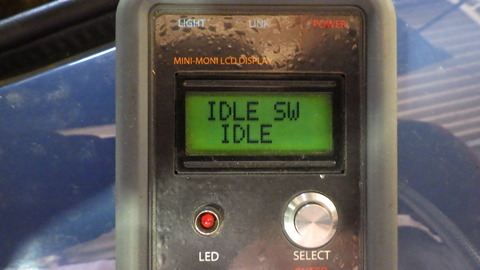 LIGHT LINK POWER
MINI-MONI LCD DISPLAY
IDLE SW
IDLE
LED SELECT